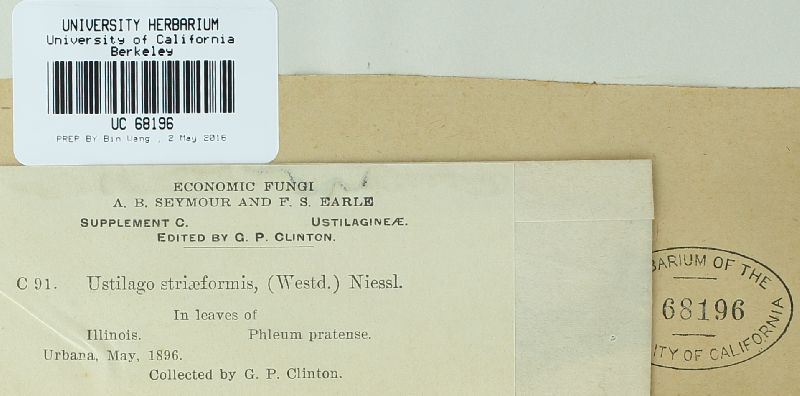 UNIVERSITY HERBARIUM
University of California
Berkeley
UC 68196
PREP BY Bin Wang , 2 May 2016
ECONOMIC FUNGI
A. B. SEYMOUR AND F. S. EARLE
SUPPLEMENT C. USTILAGINEÆ.
EDITED BY G. P. CLINTON.
C 91. Ustilago striæformis, (Westd.) Niessl.
In leaves of
Illinois. Phleum pratense.
Urbana, May, 1896.
Collected by G. P. Clinton.
BARIUM OF THE
68196
ITY OF CALIFORNIA